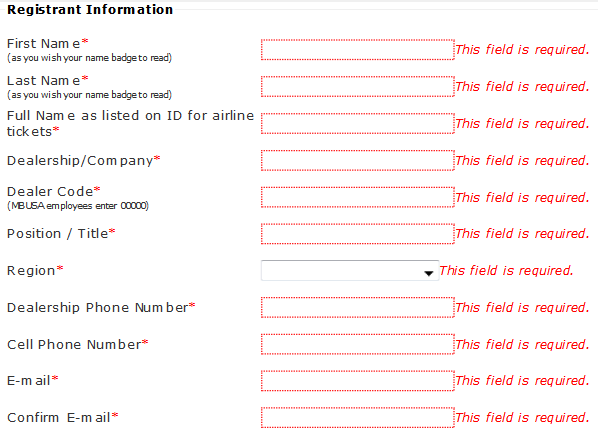 Registrant Information
First Name* This field is required.
(as you wish your name badge to read)
Last Name* This field is required.
(as you wish your name badge to read)
Full Name as listed on ID for airline
tickets* This field is required.
Dealership/Company* This field is required.
Dealer Code* This field is required.
(MBUSA employees enter 00000)
Position / Title* This field is required.
Region* This field is required.
Dealership Phone Number* This field is required.
Cell Phone Number* This field is required.
E-mail* This field is required.
Confirm E-mail* This field is required.